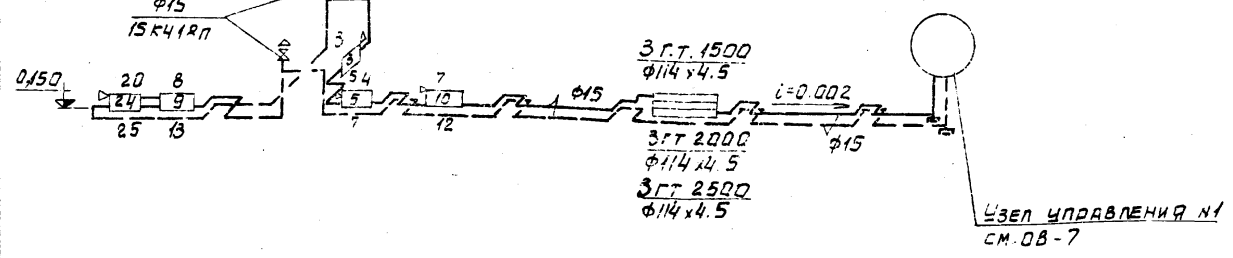 ф15
15кч18п
0,150
20
24
25
8
9
13
3
3
5 4
5
7
7
10
12
ф15
3 г.т. 1500
ф114 x 4.5
3 гт 2000
ф114 x 4.5
3 гт 2500
ф114 x 4.5
i=0.002
ф15
УЗЕЛ УПРАВЛЕНИЯ N1
СМ. ОВ-7